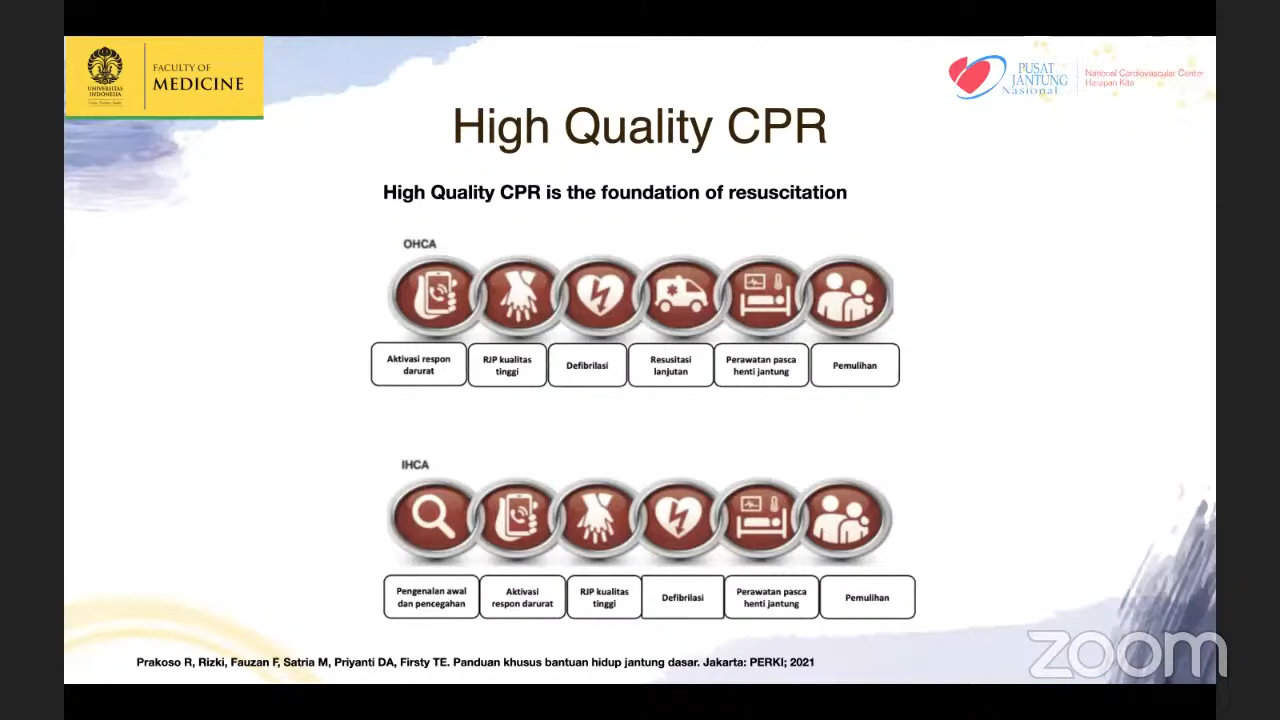 UNIVERSITAS
INDONESIA
FACULTY OF
MEDICINE
PUSAT
JANTUNG
Nasional
National Cardiovascular Center
Harapan Kita
High Quality CPR
High Quality CPR is the foundation of resuscitation
OHCA
Aktivasi respon
darurat
RJP kualitas
tinggi
Defibrilasi
Resusitasi
lanjutan
Perawatan pasca
henti jantung
Pemulihan
IHCA
Pengenalan awal
dan pencegahan
Aktivasi
respon darurat
RJP kualitas
tinggi
Defibrilasi
Perawatan pasca
henti jantung
Pemulihan
Prakoso R, Rizki, Fauzan F, Satria M, Priyanti DA, Firsty TE. Panduan khusus bantuan hidup jantung dasar. Jakarta: PERKI; 2021
zoom